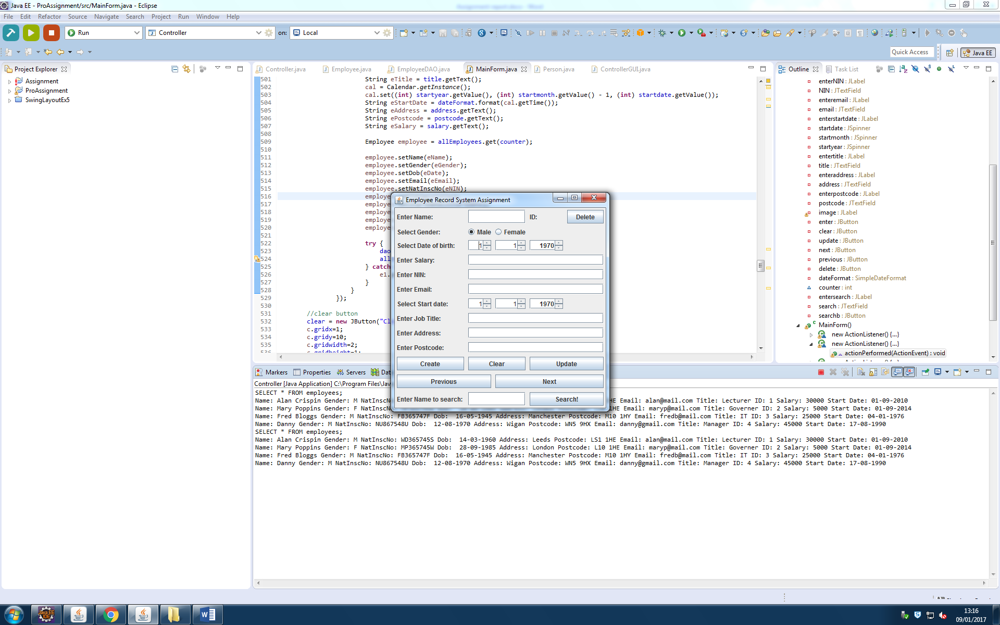 Java EE - ProAssignment/src/MainForm.java - Eclipse
File Edit Refactor Source Navigate Search Project Run Window Help
Run Controller on: Local
Quick Access Java EE
Project Explorer
Assignment
ProAssignment
SwingLayoutEx5
Controller.java Employee.java EmployeeDAO.java MainForm.java Person.java ControllerGUI.java
501 String eTitle = title.getText();
502 cal = Calendar.getInstance();
503 cal.set((int) startyear.getValue(), (int) startmonth.getValue() - 1, (int) startdate.getValue());
504 String eStartDate = dateFormat.format(cal.getTime());
505 String eAddress = address.getText();
506 String ePostcode = postcode.getText();
507 String eSalary = salary.getText();
508
509 Employee employee = allEmployees.get(counter);
510
511 employee.setName(eName);
512 employee.setGender(eGender);
513 employee.setDob(eDate);
514 employee.setEmail(eEmail);
515 employee.setNatInscNo(eNIN);
516 employe
517 employe
518 employe
519 employe
520 employe
521
522 try {
523 dao
524 all
525 } catch
526 e1.
527 }
528 }
529 });
530
531 //clear button
532 clear = new JButton("Cl
533 c.gridx=1;
534 c.gridy=10;
535 c.gridwidth=2;
Employee Record System Assignment
Enter Name: ID: Delete
Select Gender: Male Female
Select Date of birth: 1 1 1970
Enter Salary:
Enter NIN:
Enter Email:
Select Start date: 1 1 1970
Enter Job Title:
Enter Address:
Enter Postcode:
Create Clear Update
Previous Next
Enter Name to search: Search!
Outline Task List
enterNIN : JLabel
NIN : JTextField
enteremail : JLabel
email : JTextField
enterstartdate : JLabel
startdate : JSpinner
startmonth : JSpinner
startyear : JSpinner
entertitle : JLabel
title : JTextField
enteraddress : JLabel
address : JTextField
enterpostcode : JLabel
postcode : JTextField
image : JLabel
enter : JButton
clear : JButton
update : JButton
next : JButton
previous : JButton
delete : JButton
dateFormat : SimpleDateFormat
counter : int
entersearch : JLabel
search : JTextField
searchb : JButton
MainForm()
new ActionListener() {...}
new ActionListener() {...}
actionPerformed(ActionEvent) : void
Markers Properties Servers Dat
Controller [Java Application] C:\Program Files\Jav
SELECT * FROM employees;
Name: Alan Crispin Gender: M NatInscN HE Email: alan@mail.com Title: Lecturer ID: 1 Salary: 30000 Start Date: 01-09-2010
Name: Mary Poppins Gender: F NatInscN 1HE Email: maryp@mail.com Title: Governer ID: 2 Salary: 5000 Start Date: 01-09-2014
Name: Fred Bloggs Gender: M NatInscNo: FB365747F Dob: 16-05-1945 Address: Manchester Postcode: M10 1HY Email: fredb@mail.com Title: IT ID: 3 Salary: 25000 Start Date: 04-01-1976
Name: Danny Gender: M NatInscNo: NU867548U Dob: 12-08-1970 Address: Wigan Postcode: WN5 9HX Email: danny@gmail.com Title: Manager ID: 4 Salary: 45000 Start Date: 17-08-1990
SELECT * FROM employees;
Name: Alan Crispin Gender: M NatInscNo: WD365745S Dob: 14-03-1960 Address: Leeds Postcode: LS1 1HE Email: alan@mail.com Title: Lecturer ID: 1 Salary: 30000 Start Date: 01-09-2010
Name: Mary Poppins Gender: F NatInscNo: MP365745W Dob: 28-09-1985 Address: London Postcode: L10 1HE Email: maryp@mail.com Title: Governer ID: 2 Salary: 5000 Start Date: 01-09-2014
Name: Fred Bloggs Gender: M NatInscNo: FB365747F Dob: 16-05-1945 Address: Manchester Postcode: M10 1HY Email: fredb@mail.com Title: IT ID: 3 Salary: 25000 Start Date: 04-01-1976
Name: Danny Gender: M NatInscNo: NU867548U Dob: 12-08-1970 Address: Wigan Postcode: WN5 9HX Email: danny@gmail.com Title: Manager ID: 4 Salary: 45000 Start Date: 17-08-1990
Java EE
IDE
13:16
09/01/2017